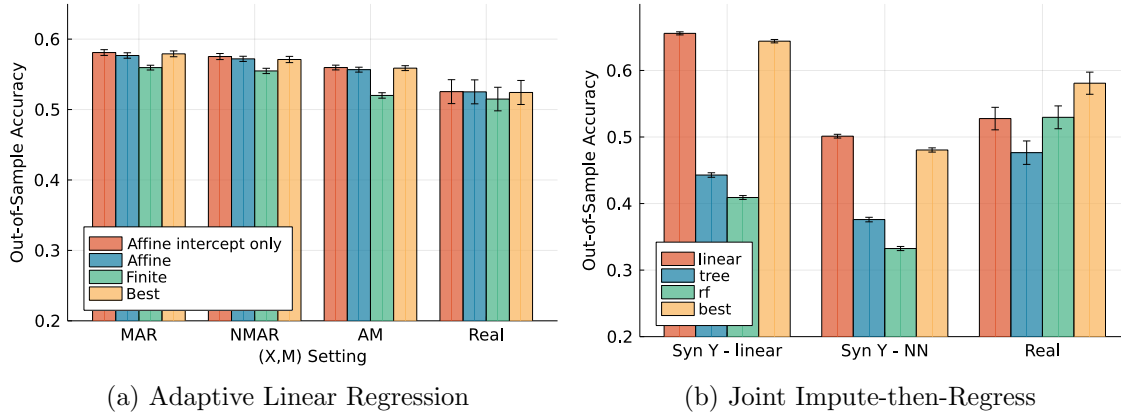 Out-of-Sample Accuracy
0.6
0.5
0.4
0.3
0.2
Affine intercept only
Affine
Finite
Best
MAR
NMAR
AM
Real
(X,M) Setting
(a) Adaptive Linear Regression
Out-of-Sample Accuracy
0.6
0.5
0.4
0.3
0.2
linear
tree
rf
best
Syn Y - linear
Syn Y - NN
Real
(b) Joint Impute-then-Regress